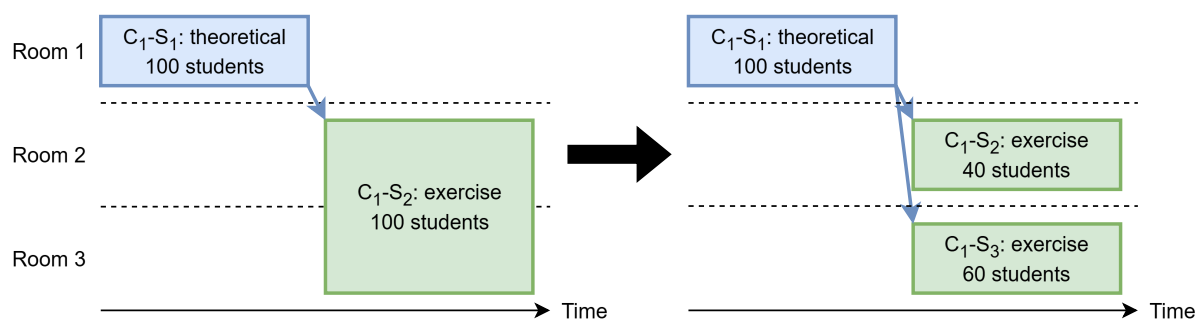 Room 1
C1-S1: theoretical
100 students
Room 2
Room 3
C1-S2: exercise
100 students
Time
C1-S1: theoretical
100 students
C1-S2: exercise
40 students
C1-S3: exercise
60 students
Time